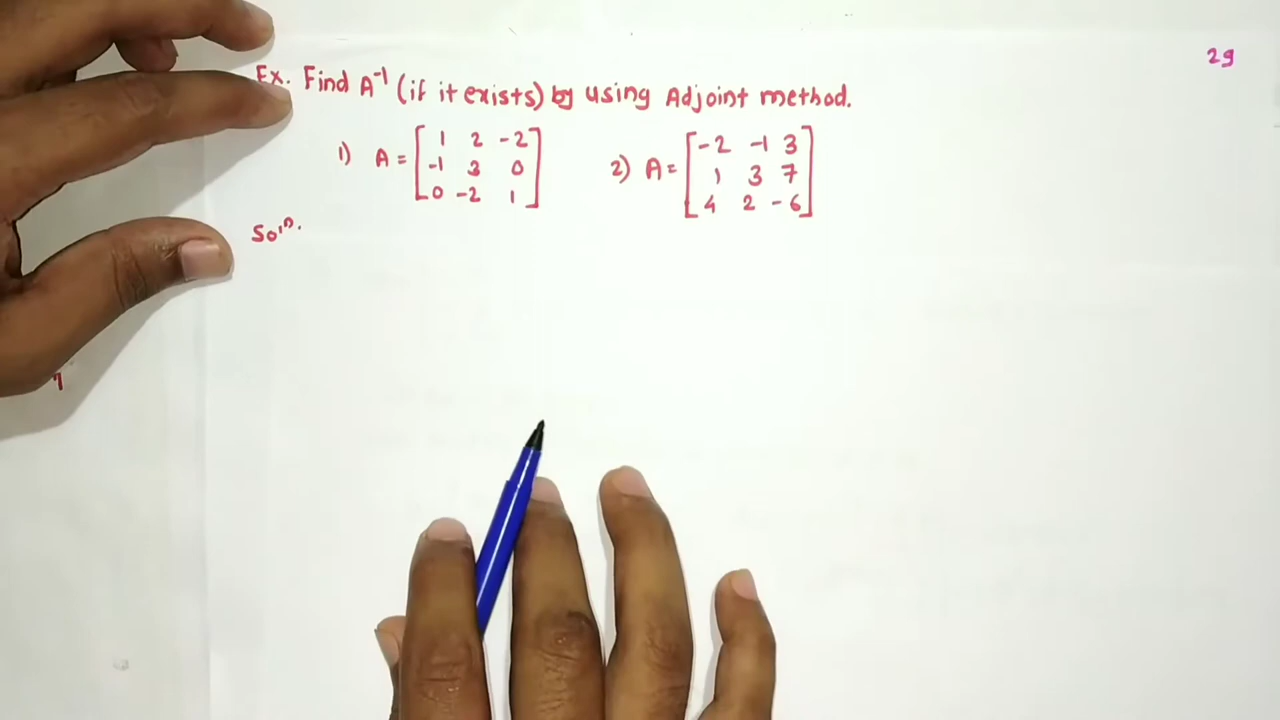 29
Ex. Find A⁻¹ (if it exists) by using Adjoint method.
1) A = [1 2 -2] 2) A = [-2 -1 3]
[-1 3 0] [1 3 7]
[0 -2 1] [4 2 -6]
Solⁿ.